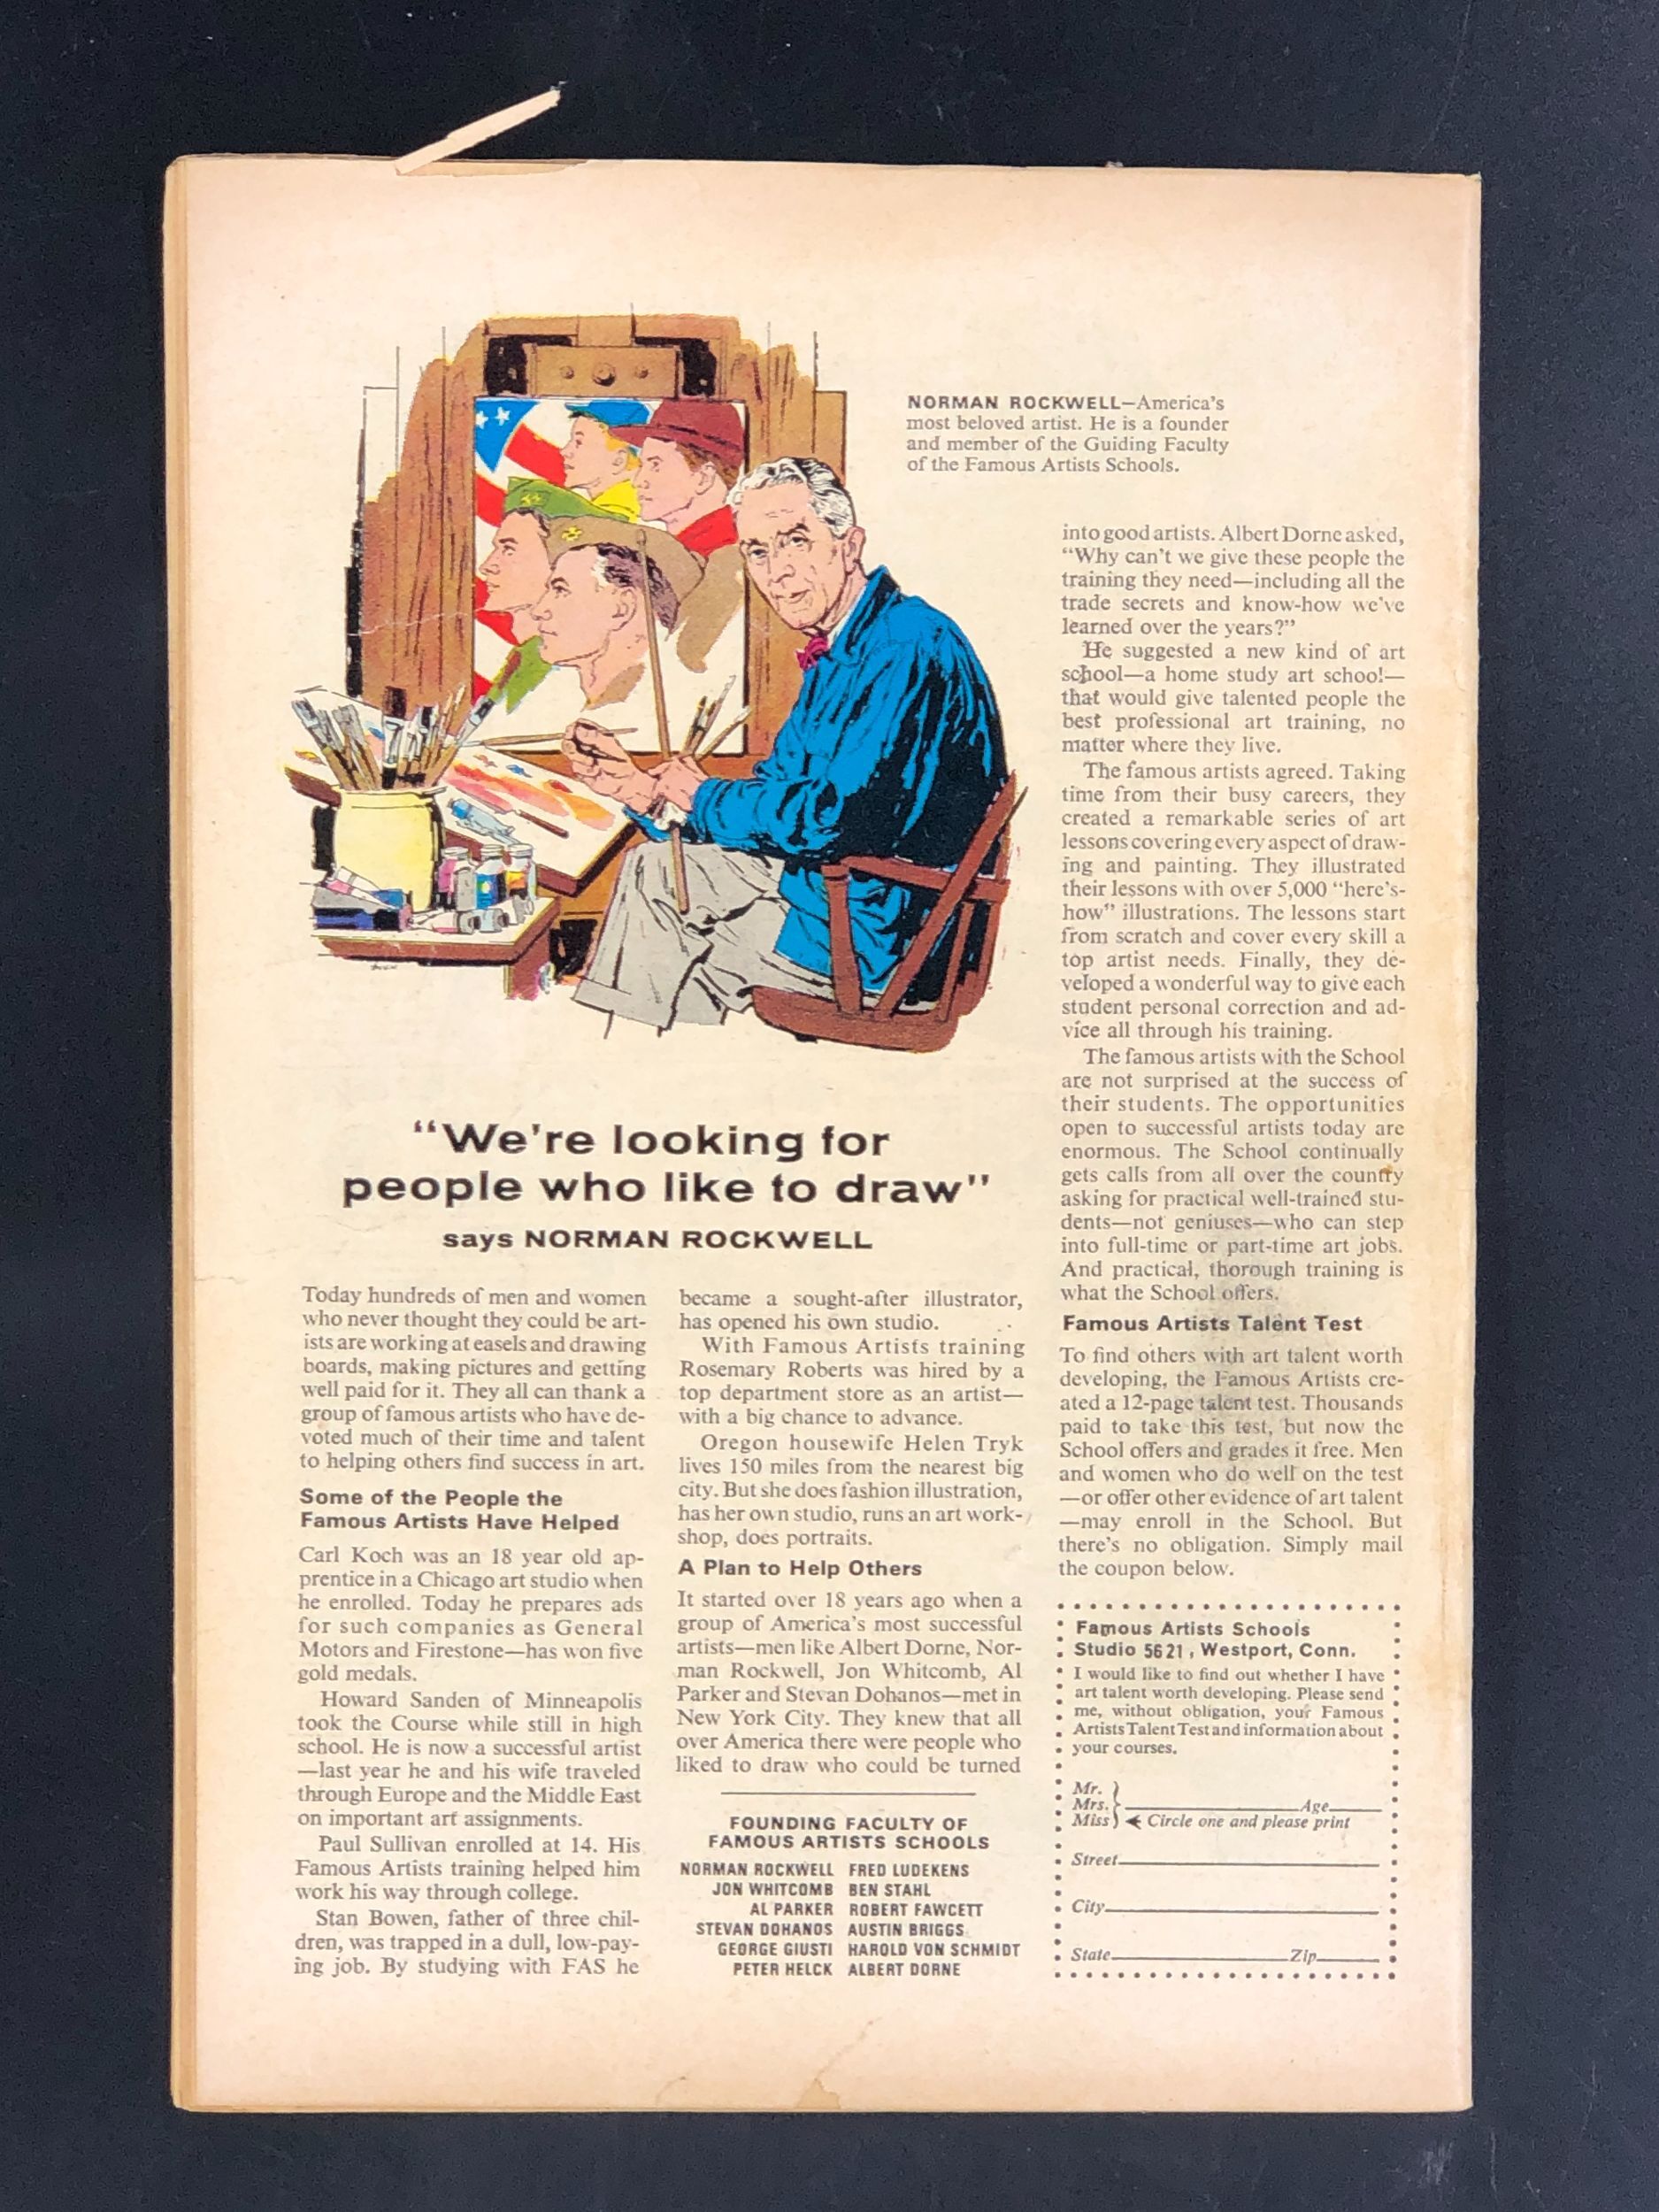 NORMAN ROCKWELL—America's
most beloved artist. He is a founder
and member of the Guiding Faculty
of the Famous Artists Schools.
"We're looking for
people who like to draw"
says NORMAN ROCKWELL
Today hundreds of men and women
who never thought they could be art-
ists are working at easels and drawing
boards, making pictures and getting
well paid for it. They all can thank a
group of famous artists who have de-
voted much of their time and talent
to helping others find success in art.
Some of the People the
Famous Artists Have Helped
Carl Koch was an 18 year old ap-
prentice in a Chicago art studio when
he enrolled. Today he prepares ads
for such companies as General
Motors and Firestone—has won five
gold medals.
Howard Sanden of Minneapolis
took the Course while still in high
school. He is now a successful artist
—last year he and his wife traveled
through Europe and the Middle East
on important art assignments.
Paul Sullivan enrolled at 14. His
Famous Artists training helped him
work his way through college.
Stan Bowen, father of three chil-
dren, was trapped in a dull, low-pay-
ing job. By studying with FAS he
became a sought-after illustrator,
has opened his own studio.
With Famous Artists training
Rosemary Roberts was hired by a
top department store as an artist—
with a big chance to advance.
Oregon housewife Helen Tryk
lives 150 miles from the nearest big
city. But she does fashion illustration,
has her own studio, runs an art work-
shop, does portraits.
A Plan to Help Others
It started over 18 years ago when a
group of America's most successful
artists—men like Albert Dorne, Nor-
man Rockwell, Jon Whitcomb, Al
Parker and Stevan Dohanos—met in
New York City. They knew that all
over America there were people who
liked to draw who could be turned
FOUNDING FACULTY OF
FAMOUS ARTISTS SCHOOLS
NORMAN ROCKWELL FRED LUDEKENS
JON WHITCOMB BEN STAHL
AL PARKER ROBERT FAWCETT
STEVAN DOHANOS AUSTIN BRIGGS
GEORGE GIUSTI HAROLD VON SCHMIDT
PETER HELCK ALBERT DORNE
into good artists. Albert Dorne asked,
"Why can't we give these people the
training they need—including all the
trade secrets and know-how we've
learned over the years?"
He suggested a new kind of art
school—a home study art school—
that would give talented people the
best professional art training, no
matter where they live.
The famous artists agreed. Taking
time from their busy careers, they
created a remarkable series of art
lessons covering every aspect of draw-
ing and painting. They illustrated
their lessons with over 5,000 "here's-
how" illustrations. The lessons start
from scratch and cover every skill a
top artist needs. Finally, they de-
veloped a wonderful way to give each
student personal correction and ad-
vice all through his training.
The famous artists with the School
are not surprised at the success of
their students. The opportunities
open to successful artists today are
enormous. The School continually
gets calls from all over the country
asking for practical well-trained stu-
dents—not geniuses—who can step
into full-time or part-time art jobs.
And practical, thorough training is
what the School offers.
Famous Artists Talent Test
To find others with art talent worth
developing, the Famous Artists cre-
ated a 12-page talent test. Thousands
paid to take this test, but now the
School offers and grades it free. Men
and women who do well on the test
—or offer other evidence of art talent
—may enroll in the School. But
there's no obligation. Simply mail
the coupon below.
Famous Artists Schools
Studio 5621, Westport, Conn.
I would like to find out whether I have
art talent worth developing. Please send
me, without obligation, your Famous
Artists Talent Test and information about
your courses.
Mr.
Mrs. Age
Miss Circle one and please print
Street
City
State Zip